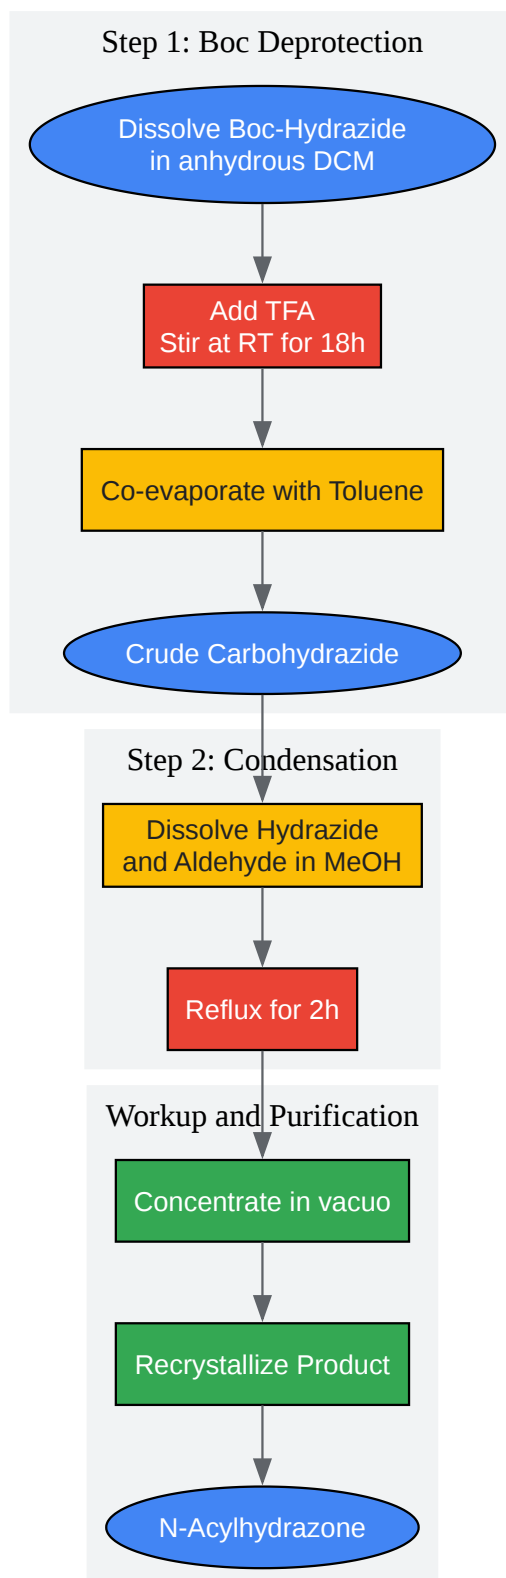 Step 1: Boc Deprotection
Dissolve Boc-Hydrazide
in anhydrous DCM
Add TFA
Stir at RT for 18h
Co-evaporate with Toluene
Crude Carbohydrazide
Step 2: Condensation
Dissolve Hydrazide
and Aldehyde in MeOH
Reflux for 2h
Workup and Purification
Concentrate in vacuo
Recrystallize Product
N-Acylhydrazone